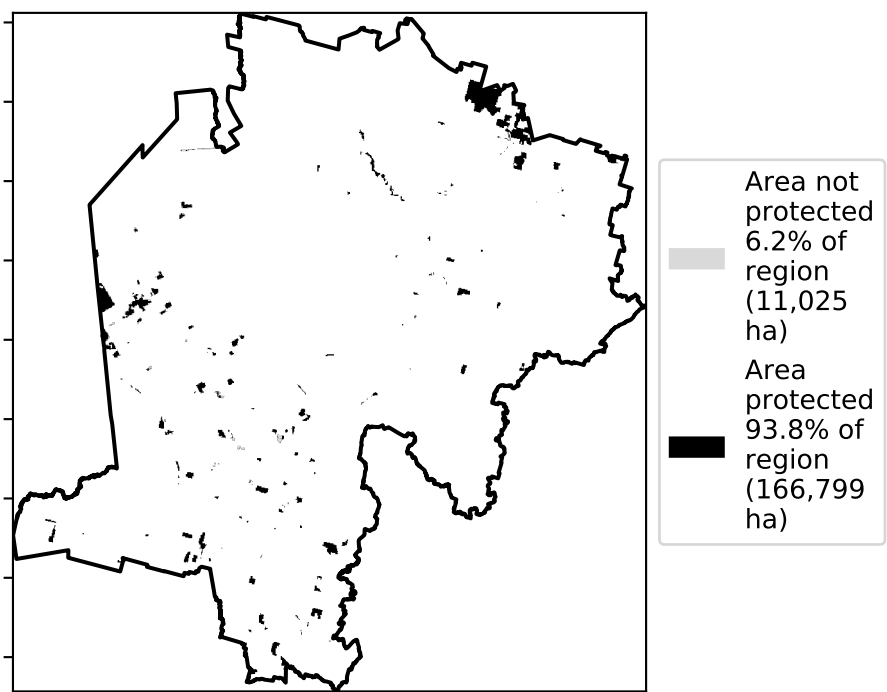 Area not
protected
6.2% of
region
(11,025
ha)
Area
protected
93.8% of
region
(166,799
ha)